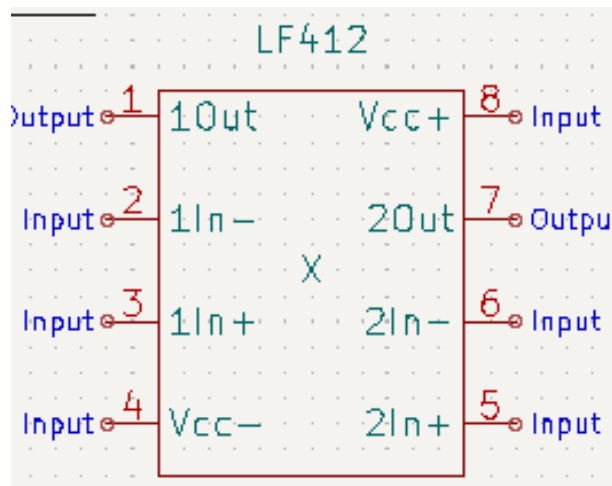 LF412
Output 1 1Out Vcc+ 8 Input
Input 2 1In- 2Out 7 Outpu
X
Input 3 1In+ 2In- 6 Input
Input 4 Vcc- 2In+ 5 Input